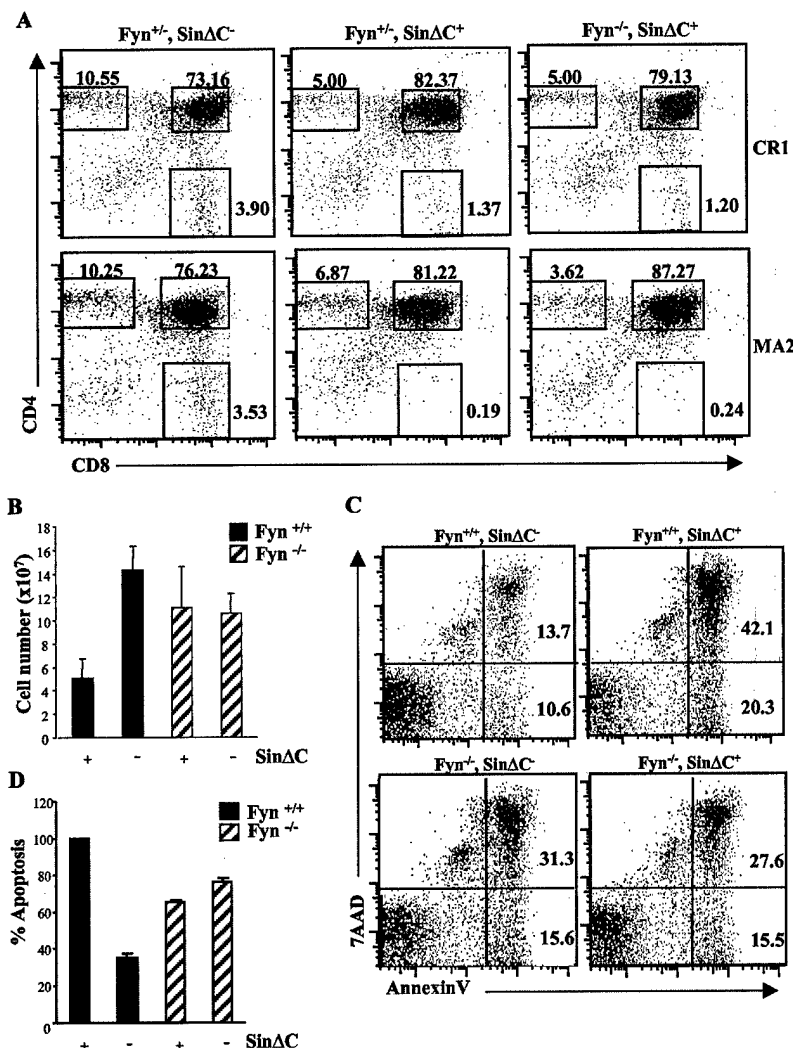 A
Fyn+/-, SinΔC- Fyn+/-, SinΔC+ Fyn-/-, SinΔC+
10.55 73.16 5.00 82.37 5.00 79.13
CR1
3.90 1.37 1.20
10.25 76.23 6.87 81.22 3.62 87.27
MA2
3.53 0.19 0.24
CD4
CD8
B
Fyn +/+
Fyn -/-
Cell number (x10⁷)
18
16
14
12
10
8
6
4
2
0
+ - + - SinΔC
C
Fyn+/+, SinΔC- Fyn+/+, SinΔC+
13.7 42.1
10.6 20.3
Fyn-/-, SinΔC- Fyn-/-, SinΔC+
31.3 27.6
15.6 15.5
7AAD
AnnexinV
D
Fyn +/+
Fyn -/-
% Apoptosis
120
100
80
60
40
20
0
+ - + - SinΔC